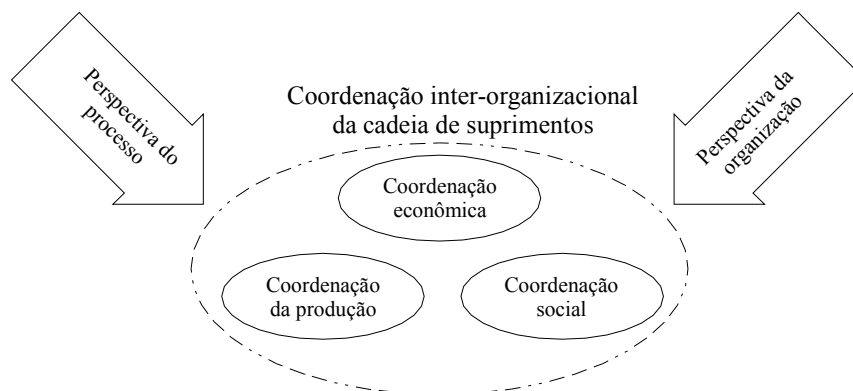 Perspectiva do
processo
Coordenação inter-organizacional
da cadeia de suprimentos
Perspectiva da
organização
Coordenação
econômica
Coordenação
da produção
Coordenação
social